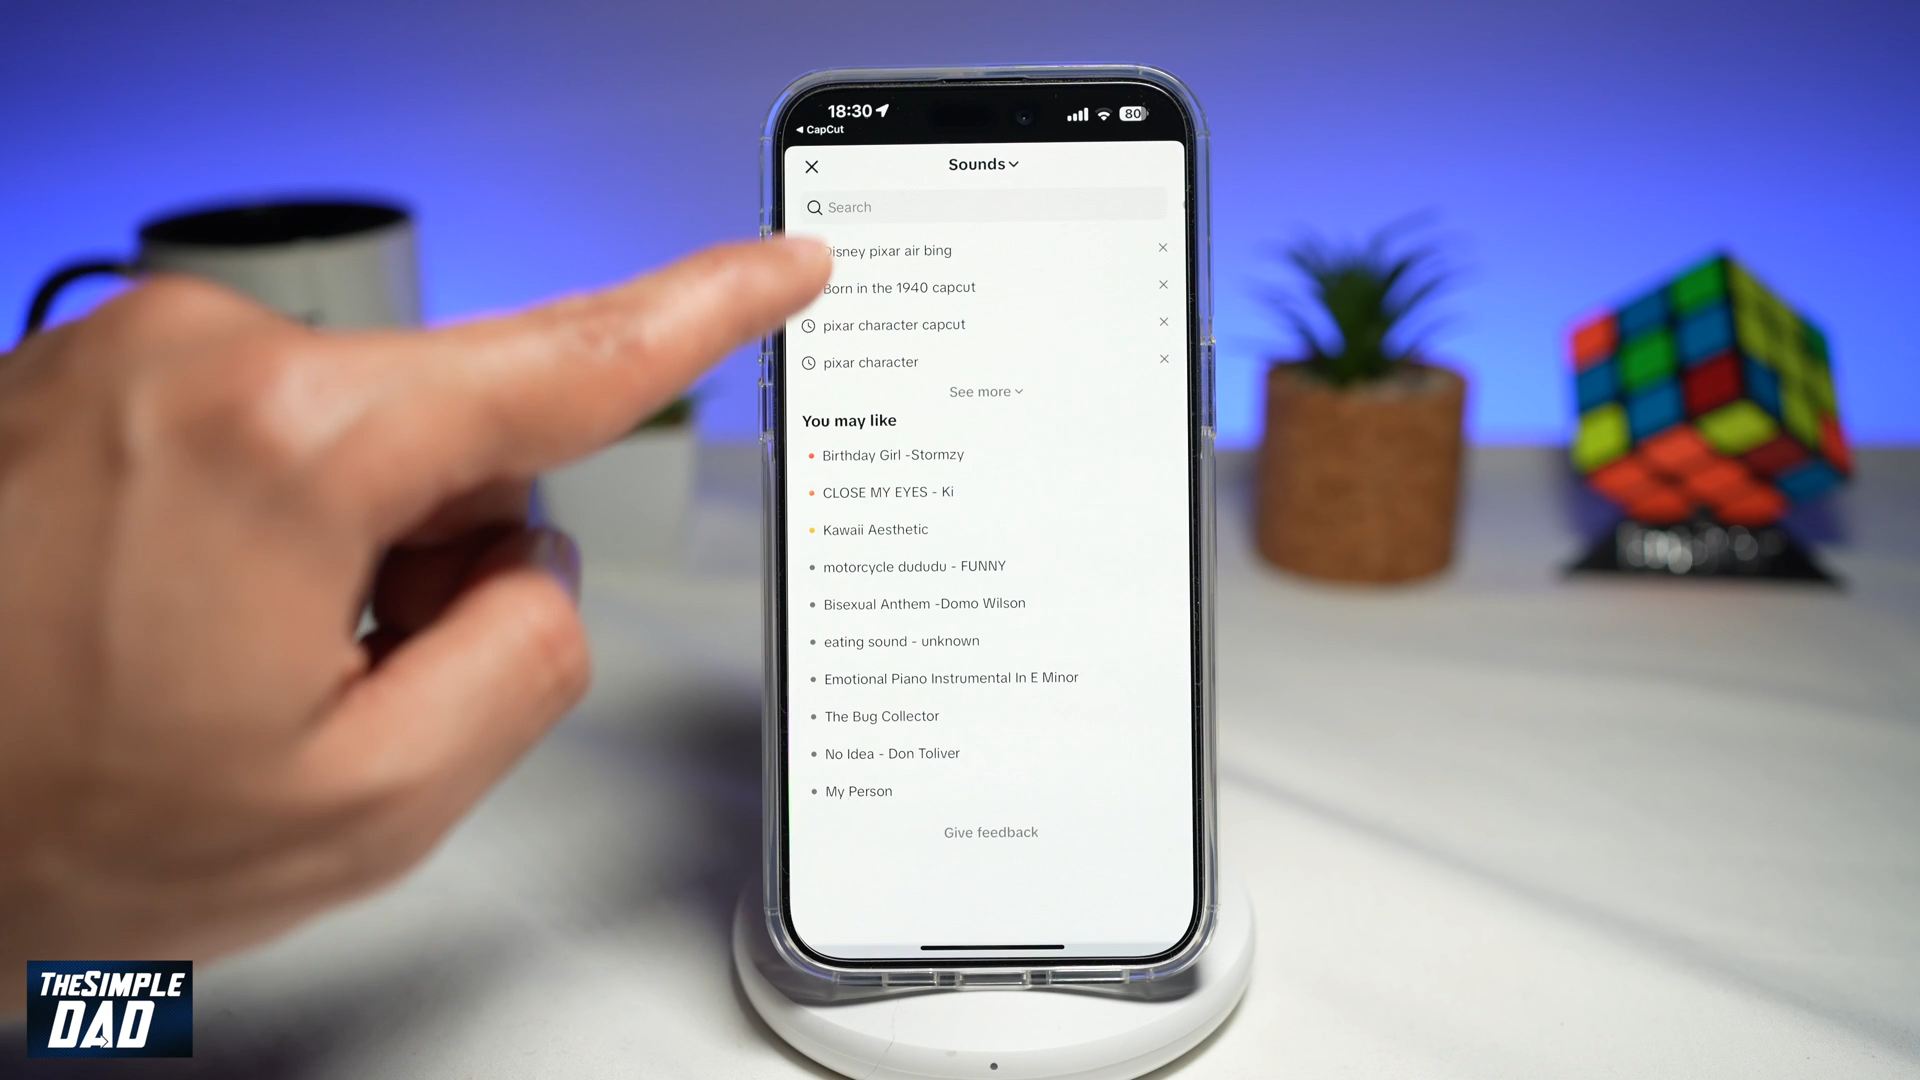 18:30
80
CapCut
Sounds
Search
Disney pixar air bing
Born in the 1940 capcut
pixar character capcut
pixar character
See more
You may like
Birthday Girl -Stormzy
CLOSE MY EYES - Ki
Kawaii Aesthetic
motorcycle dududu - FUNNY
Bisexual Anthem -Domo Wilson
eating sound - unknown
Emotional Piano Instrumental In E Minor
The Bug Collector
No Idea - Don Toliver
My Person
Give feedback
THESIMPLE
DAD